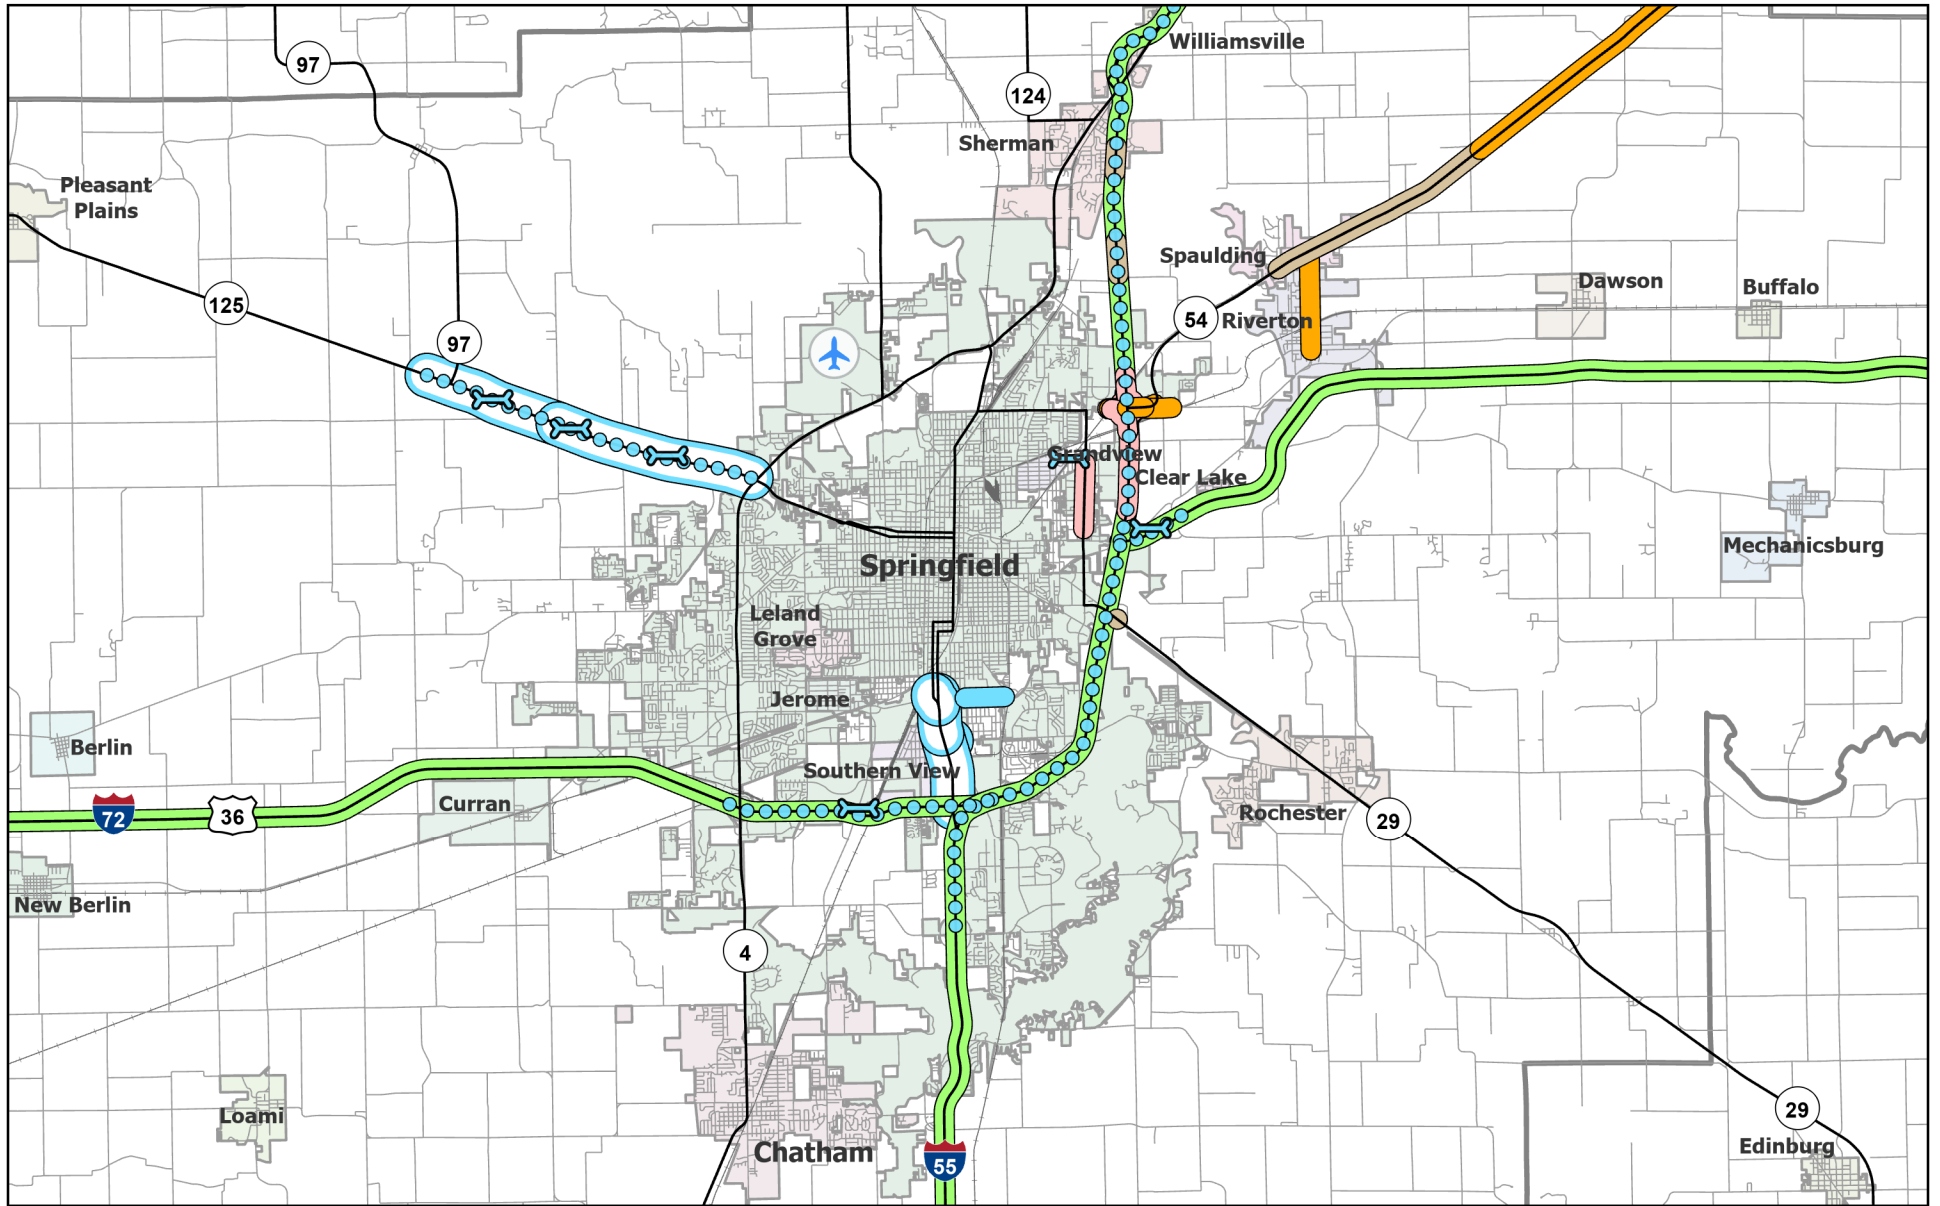 Williamsville
97
124
Sherman
Pleasant
Plains
Spaulding
Dawson
Buffalo
125
54
Riverton
97
Grandview
Clear Lake
Mechanicsburg
Springfield
Leland
Grove
Jerome
Berlin
Southern View
Curran
72
36
Rochester
29
New Berlin
4
Loami
29
Chatham
55
Edinburg